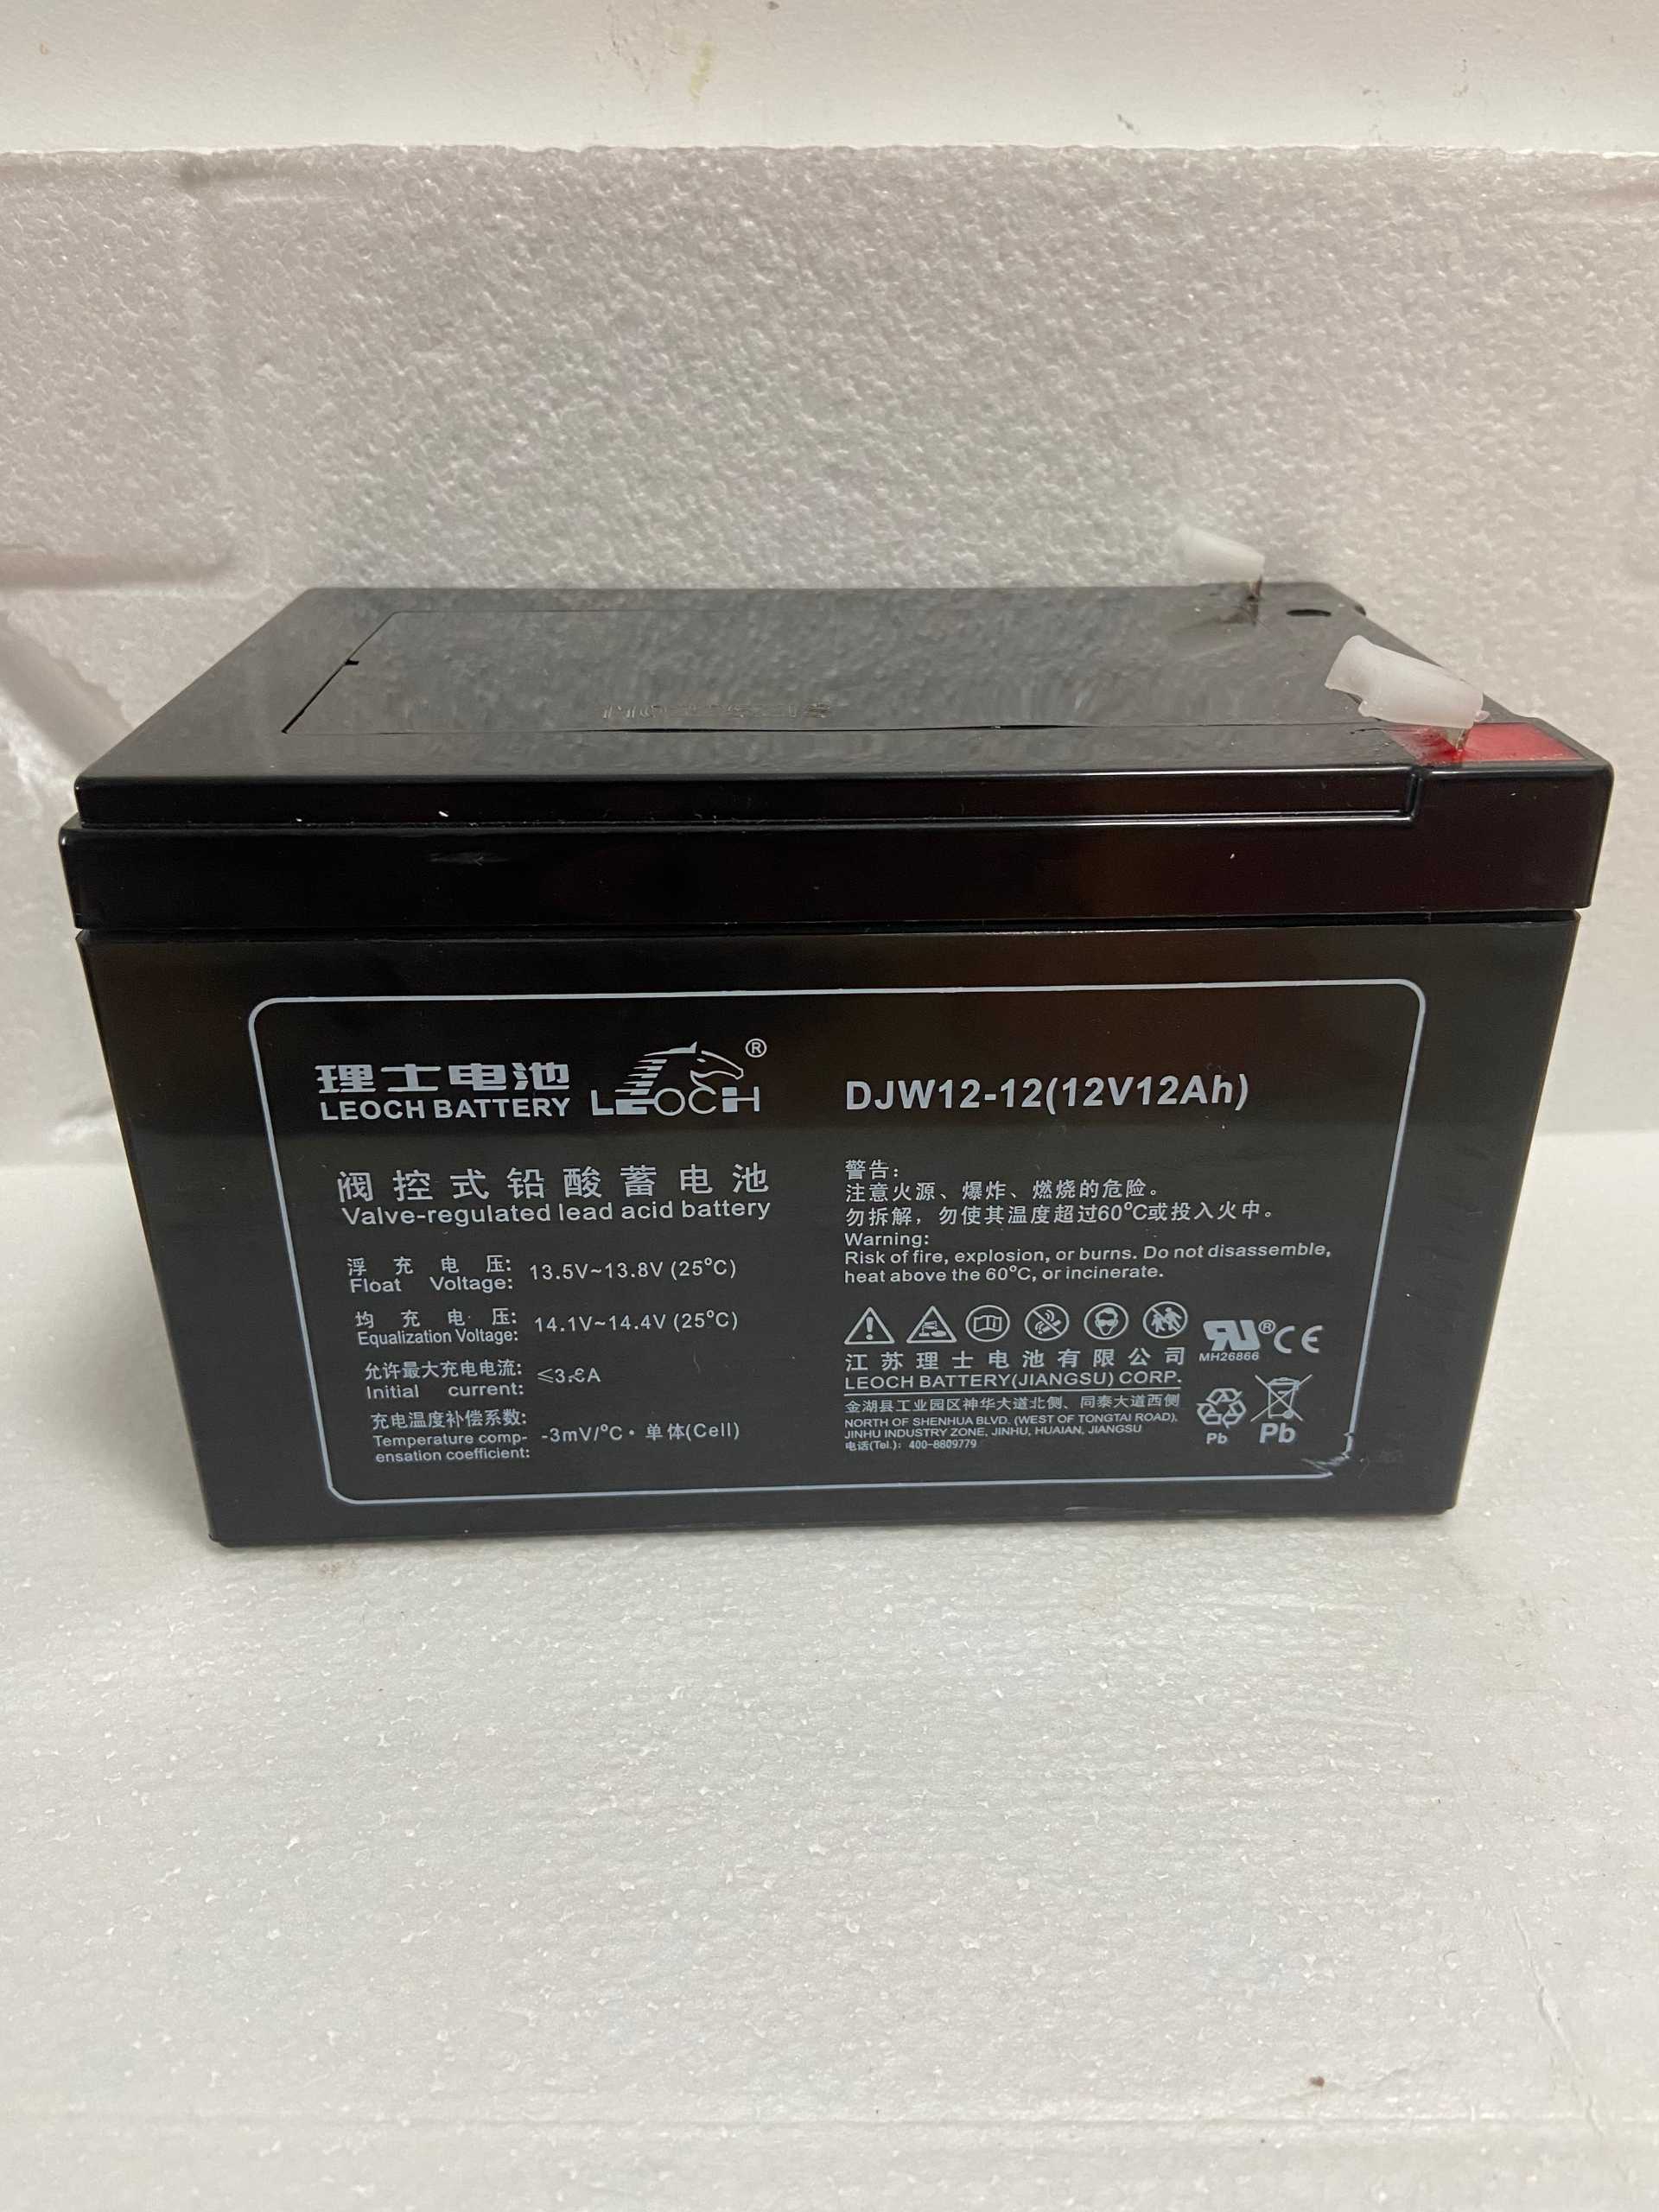 理士电池
LEOCH BATTERY
LEOCH®
DJW12-12(12V12Ah)
阀控式铅酸蓄电池
Valve-regulated lead acid battery
浮充电压:
Float Voltage: 13.5V~13.8V (25°C)
均充电压:
Equalization Voltage: 14.1V~14.4V (25°C)
允许最大充电电流:
Initial current: ≤3.6A
充电温度补偿系数:
Temperature comp-
ensation coefficient: -3mV/°C·单体(Cell)
警告:
注意火源、爆炸、燃烧的危险。
勿拆解,勿使其温度超过60°C或投入火中。
Warning:
Risk of fire, explosion, or burns. Do not disassemble,
heat above the 60°C, or incinerate.
江苏理士电池有限公司
LEOCH BATTERY(JIANGSU) CORP.
金湖县工业园区神华大道北侧、同泰大道西侧
NORTH OF SHENHUA BLVD. (WEST OF TONGTAI ROAD),
JINHU INDUSTRY ZONE, JINHU, HUAIAN, JIANGSU
电话(Tel.): 400-8809779
RU® CE
MH26866
Pb Pb